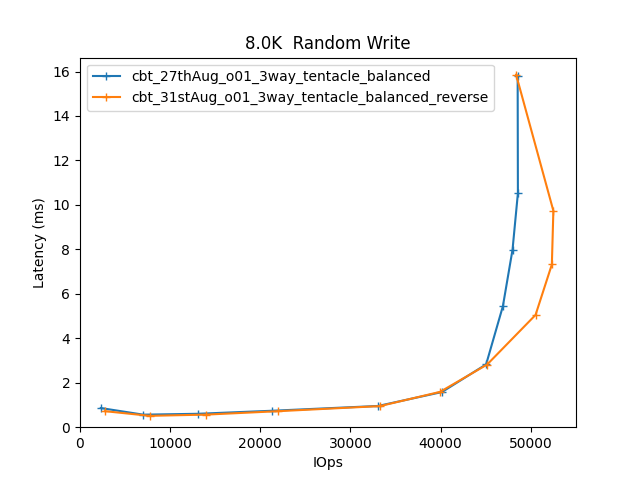 8.0K  Random Write
cbt_27thAug_o01_3way_tentacle_balanced
cbt_31stAug_o01_3way_tentacle_balanced_reverse
16
14
12
10
8
6
4
2
0
Latency (ms)
0 10000 20000 30000 40000 50000
IOps